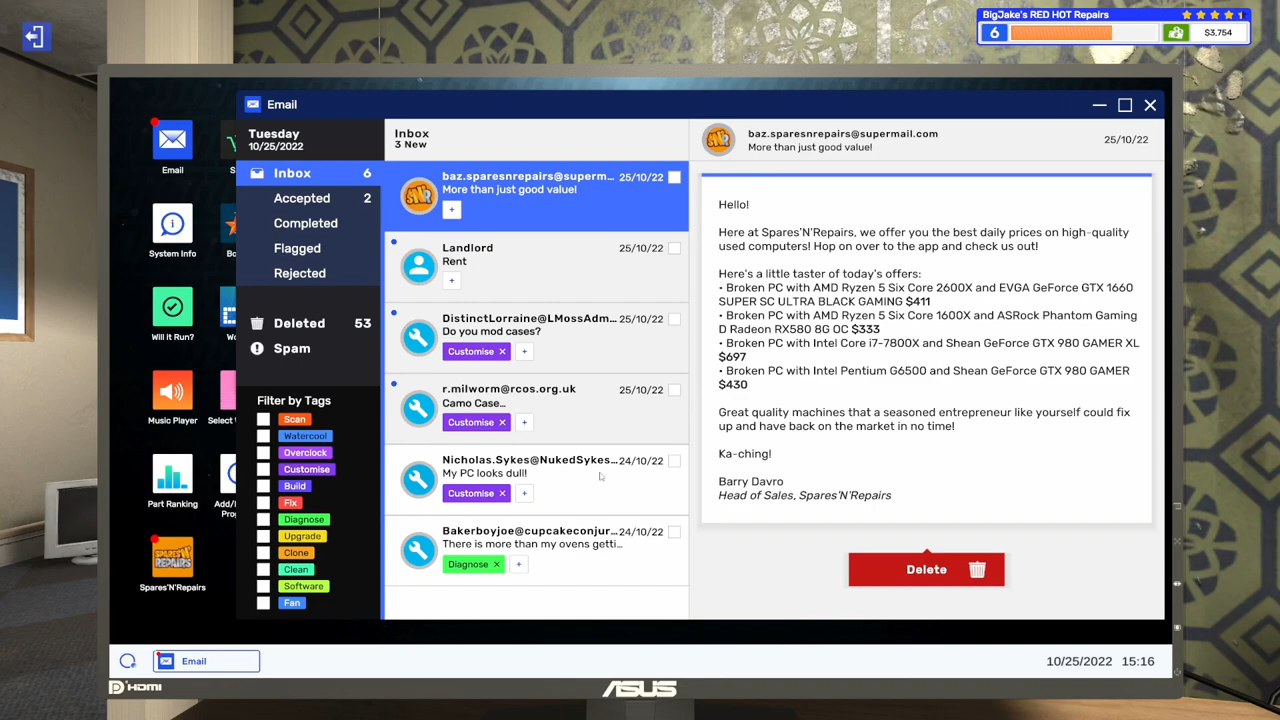 BigJake's RED HOT Repairs
6
$3,754
Email
Tuesday
10/25/2022
Inbox 6
Accepted 2
Completed
Flagged
Rejected
Deleted 53
Spam
Filter by Tags
Scan
Watercool
Overclock
Customise
Build
Fix
Diagnose
Upgrade
Clone
Clean
Software
Fan
Email
System Info
Will It Run?
Music Player
Part Ranking
Spares'N'Repairs
SPARES N REPAIRS
S
Bo
Wo
Select
Add/
Prog
Inbox
3 New
baz.sparesnrepairs@superm... 25/10/22
More than just good value!
+
Landlord 25/10/22
Rent
+
DistinctLorraine@LMossAdm... 25/10/22
Do you mod cases?
Customise × +
r.milworm@rcos.org.uk 25/10/22
Camo Case...
Customise × +
Nicholas.Sykes@NukedSykes... 24/10/22
My PC looks dull!
Customise × +
Bakerboyjoe@cupcakeconjur... 24/10/22
There is more than my ovens getti...
Diagnose × +
SNR
baz.sparesnrepairs@supermail.com 25/10/22
More than just good value!
Hello!
Here at Spares'N'Repairs, we offer you the best daily prices on high-quality
used computers! Hop on over to the app and check us out!
Here's a little taster of today's offers:
• Broken PC with AMD Ryzen 5 Six Core 2600X and EVGA GeForce GTX 1660
SUPER SC ULTRA BLACK GAMING $411
• Broken PC with AMD Ryzen 5 Six Core 1600X and ASRock Phantom Gaming
D Radeon RX580 8G OC $333
• Broken PC with Intel Core i7-7800X and Shean GeForce GTX 980 GAMER XL
$697
• Broken PC with Intel Pentium G6500 and Shean GeForce GTX 980 GAMER
$430
Great quality machines that a seasoned entrepreneur like yourself could fix
up and have back on the market in no time!
Ka-ching!
Barry Davro
Head of Sales, Spares'N'Repairs
Delete
Email
10/25/2022 15:16
HDMI
ASUS